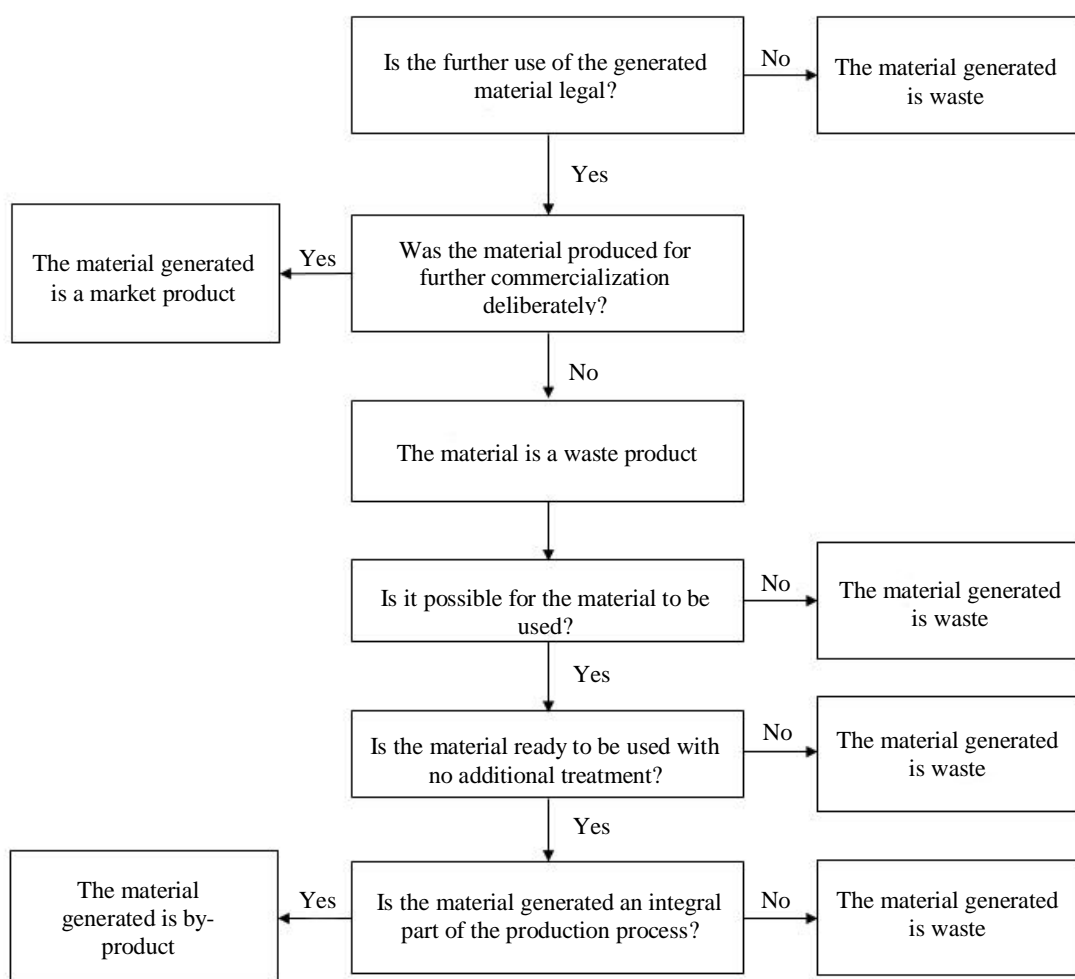 Is the further use of the generated
material legal?
No
The material generated
is waste
Yes
The material generated
is a market product
Yes
Was the material produced for
further commercialization
deliberately?
No
The material is a waste product
Is it possible for the material to be
used?
No
The material generated
is waste
Yes
Is the material ready to be used with
no additional treatment?
No
The material generated
is waste
Yes
The material
generated is by-
product
Yes
Is the material generated an integral
part of the production process?
No
The material generated
is waste